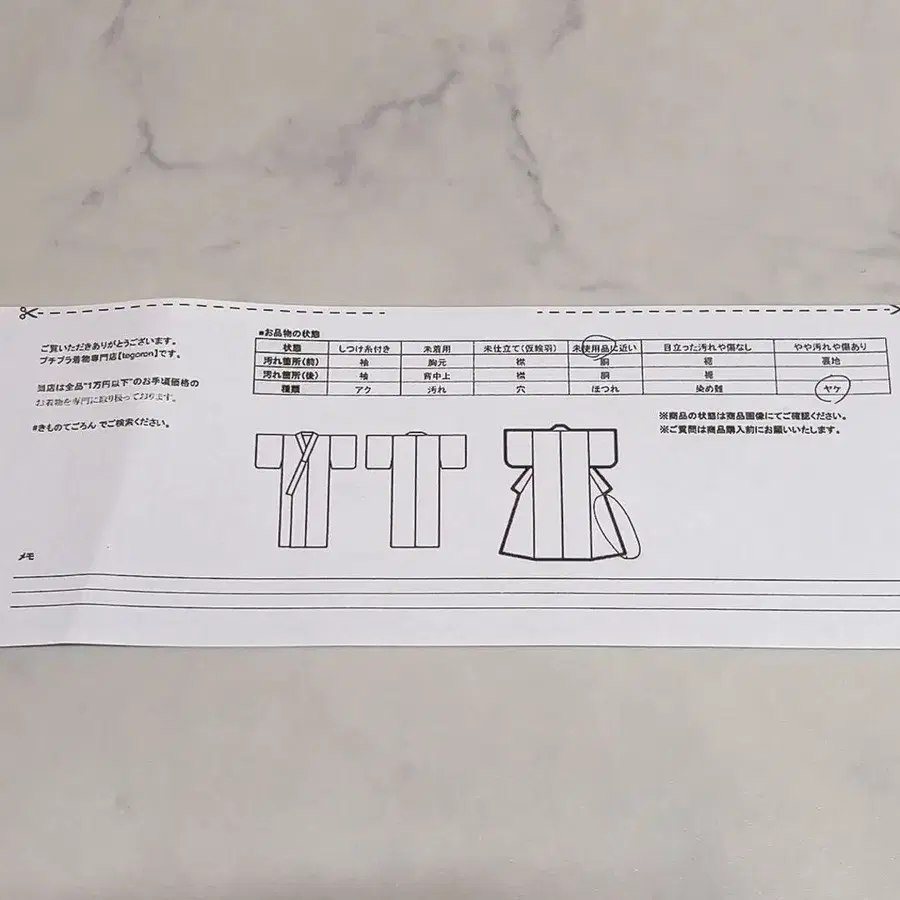 ご覧いただきありがとうございます。
プチプラ着物専門店【tegoron】です。
当店は全品"1万円以下"のお手頃価格の
お着物を専門に取り扱っております。
#きものてごろん でご検索ください。
■お品物の状態
状態 しつけ糸付き 未着用 未仕立て(仮絵羽) 未使用品に近い 目立った汚れや傷なし やや汚れや傷あり
汚れ箇所(前) 袖 胸元 襟 胴 裾 裏地
汚れ箇所(後) 袖 背中上 襟 胴 裾
種類 アク 汚れ 穴 ほつれ 染め難 ヤケ
※商品の状態は商品画像にてご確認ください。
※ご質問は商品購入前にお願いいたします。
メモ